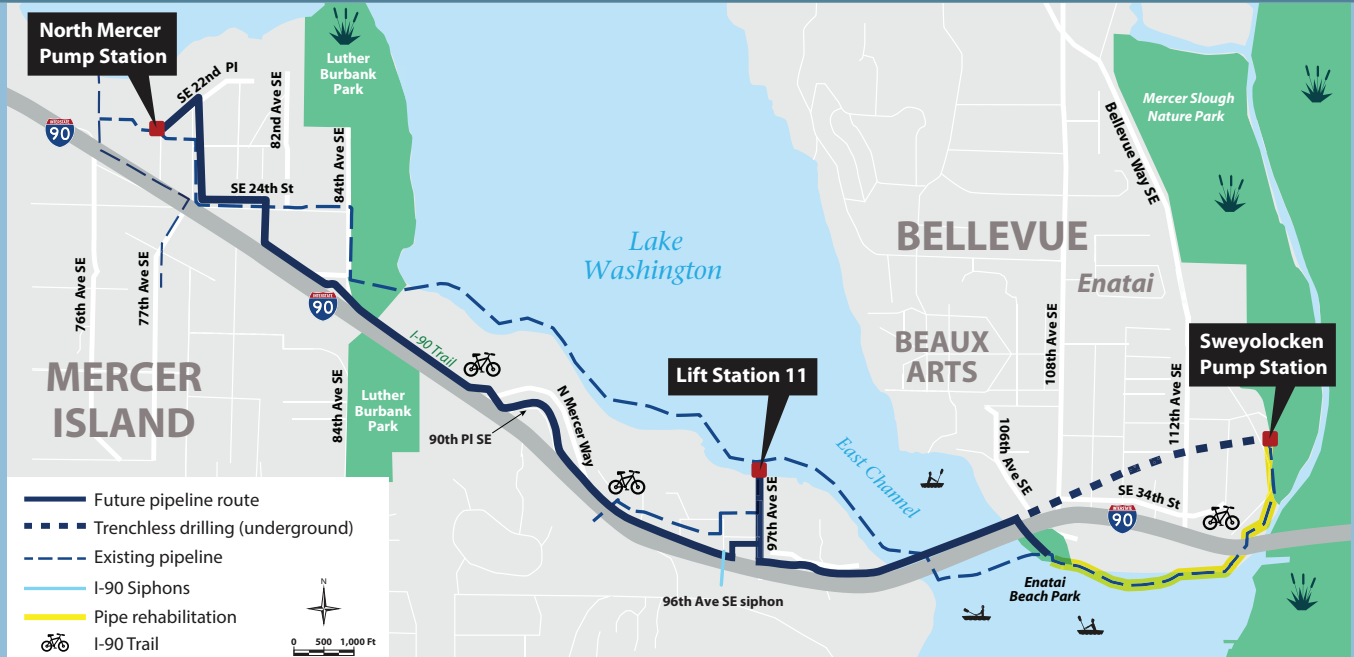 North Mercer
Pump Station
SE 22nd Pl
82nd Ave SE
Luther
Burbank
Park
84th Ave SE
INTERSTATE
90
SE 24th St
76th Ave SE
77th Ave SE
INTERSTATE
90
I-90 Trail
MERCER
ISLAND
84th Ave SE
Luther
Burbank
Park
90th Pl SE
N Mercer Way
Lake
Washington
Lift Station 11
97th Ave SE
96th Ave SE siphon
East Channel
BELLEVUE
Enatai
BEAUX
ARTS
Bellevue Way SE
Mercer Slough
Nature Park
108th Ave SE
106th Ave SE
112th Ave SE
Sweyolocken
Pump Station
SE 34th St
INTERSTATE
90
Enatai
Beach Park
Future pipeline route
Trenchless drilling (underground)
Existing pipeline
I-90 Siphons
Pipe rehabilitation
I-90 Trail
N
0 500 1,000 Ft